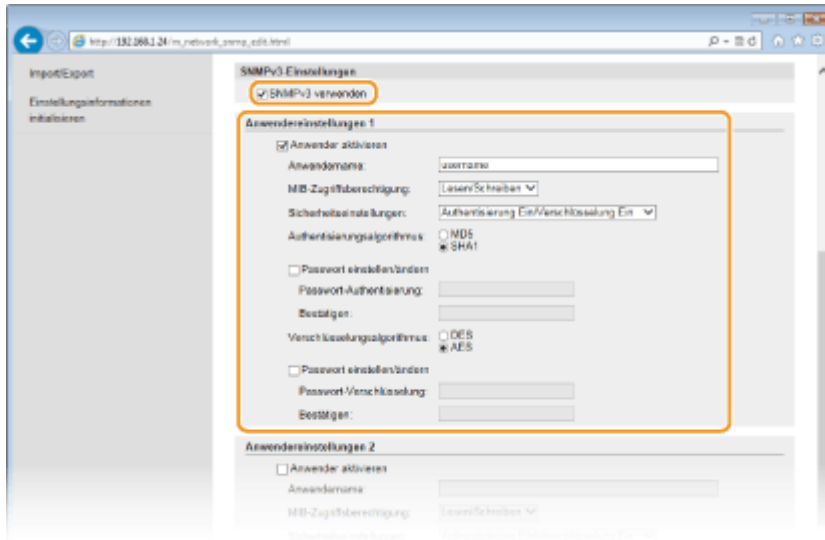 http://192.168.1.24/m_network_snmp_edit.html
Import/Export
Einstellungsinformationen
initialisieren
SNMPv3-Einstellungen
SNMPv3 verwenden
Anwendereinstellungen 1
Anwender aktivieren
Anwendername: username
MIB-Zugriffsberechtigung: Lesen/Schreiben
Sicherheitseinstellungen: Authentisierung Ein/Verschlüsselung Ein
Authentisierungsalgorithmus: MD5
SHA1
Passwort einstellen/ändern
Passwort-Authentisierung:
Bestätigen:
Verschlüsselungsalgorithmus: DES
AES
Passwort einstellen/ändern
Passwort-Verschlüsselung:
Bestätigen:
Anwendereinstellungen 2
Anwender aktivieren
Anwendername:
MIB-Zugriffsberechtigung: Lesen/Schreiben